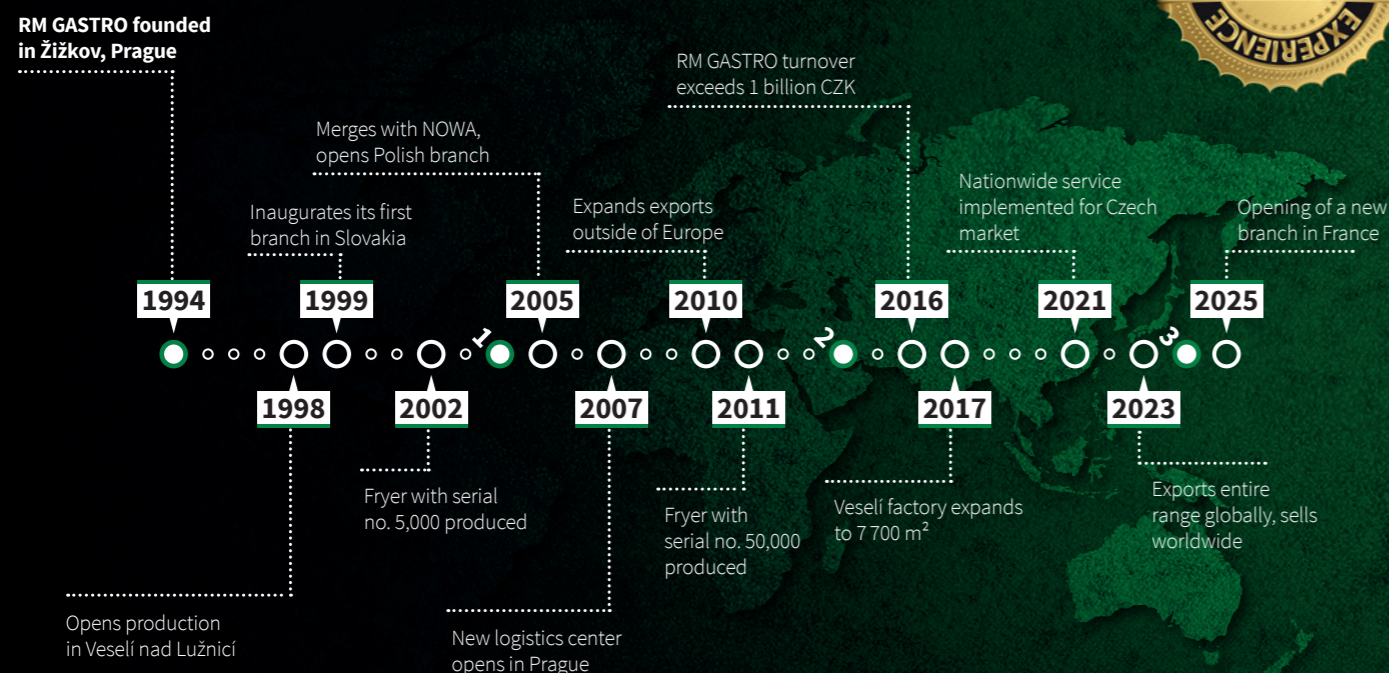 RM GASTRO founded
in Žižkov, Prague
EXPERIENCE
RM GASTRO turnover
exceeds 1 billion CZK
Merges with NOWA,
opens Polish branch
Nationwide service
implemented for Czech
market
Inaugurates its first
branch in Slovakia
Expands exports
outside of Europe
Opening of a new
branch in France
1994
1999
2005
2010
2016
2021
2025
1
2
3
1998
2002
2007
2011
2017
2023
Fryer with serial
no. 5,000 produced
Fryer with
serial no. 50,000
produced
Veselí factory expands
to 7 700 m²
Exports entire
range globally, sells
worldwide
Opens production
in Veselí nad Lužnicí
New logistics center
opens in Prague